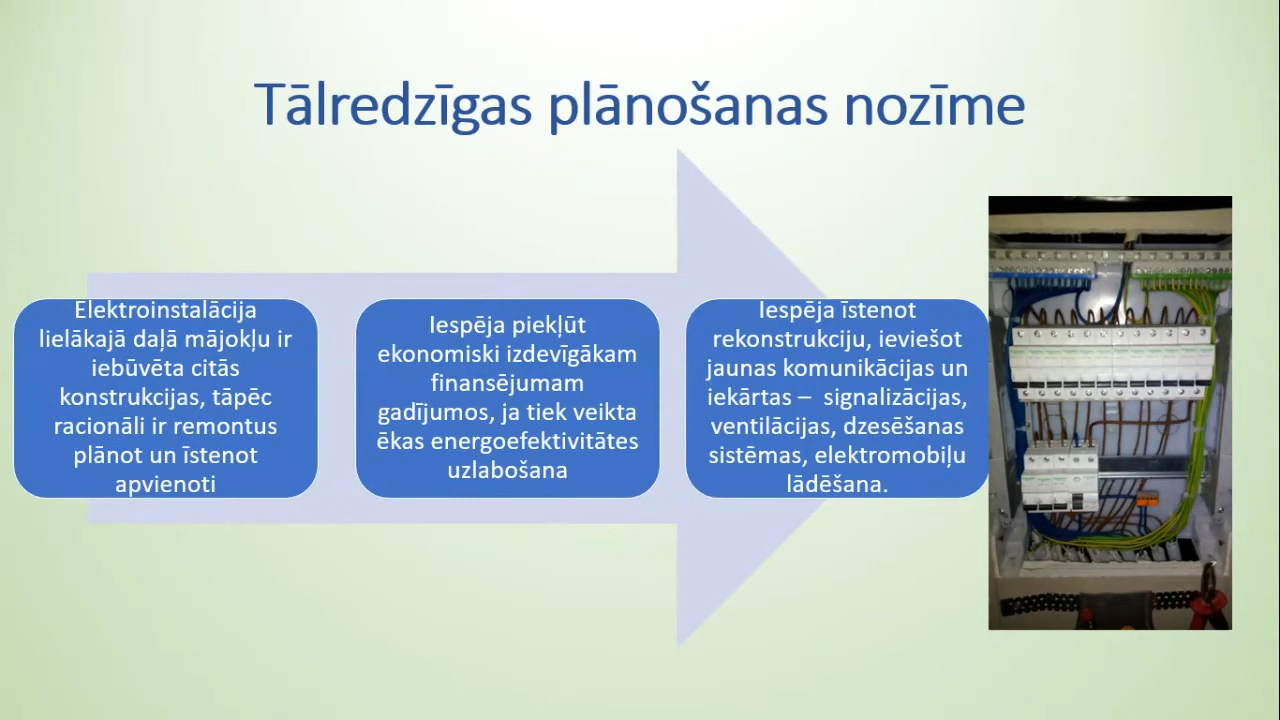 Tālredzīgas plānošanas nozīme
Elektroinstalācija
lielākajā daļā mājokļu ir
iebūvēta citās
konstrukcijas, tāpēc
racionāli ir remontus
plānot un īstenot
apvienoti
Iespēja piekļūt
ekonomiski izdevīgākam
finansējumam
gadījumos, ja tiek veikta
ēkas energoefektivitātes
uzlabošana
Iespēja īstenot
rekonstrukciju, ieviešot
jaunas komunikācijas un
iekārtas – signalizācijas,
ventilācijas, dzesēšanas
sistēmas, elektromobiļu
lādēšana.